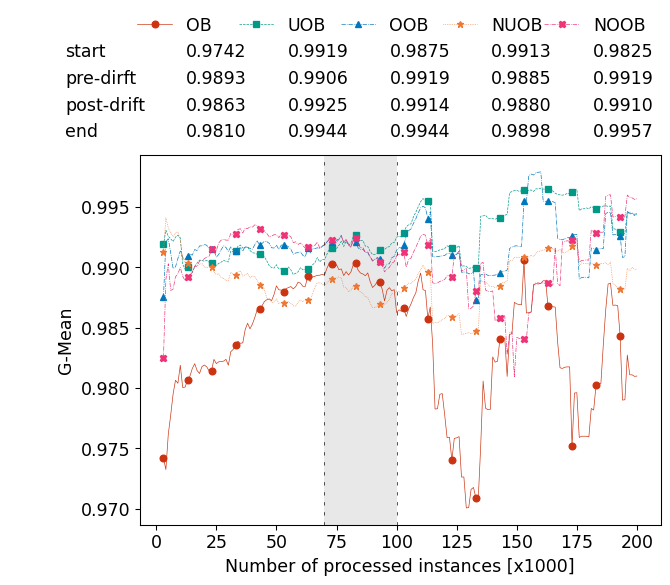 OB UOB OOB NUOB NOOB
start 0.9742 0.9919 0.9875 0.9913 0.9825
pre-dirft 0.9893 0.9906 0.9919 0.9885 0.9919
post-drift 0.9863 0.9925 0.9914 0.9880 0.9910
end 0.9810 0.9944 0.9944 0.9898 0.9957
G-Mean
0.995
0.990
0.985
0.980
0.975
0.970
0 25 50 75 100 125 150 175 200
Number of processed instances [x1000]